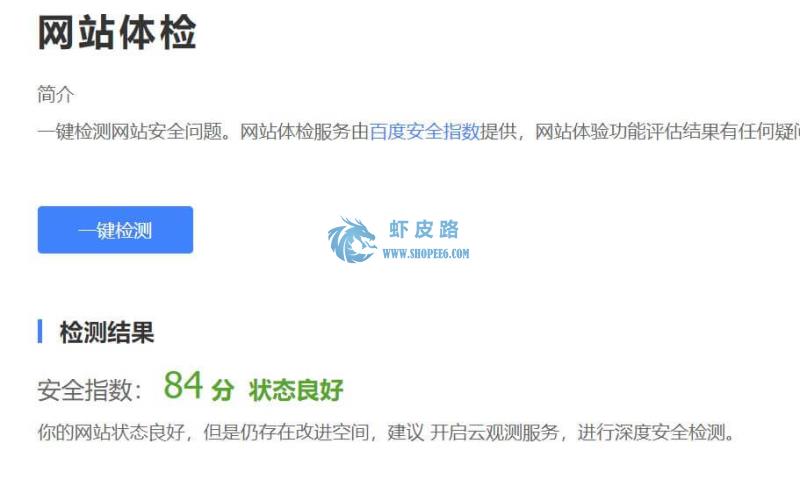 网站体检
简介
一键检测网站安全问题。网站体检服务由百度安全指数提供，网站体验功能评估结果有任何疑问
一键检测
虾皮路
WWW.SHOPEE6.COM
检测结果
安全指数： 84 分 状态良好
你的网站状态良好，但是仍存在改进空间，建议 开启云观测服务，进行深度安全检测。